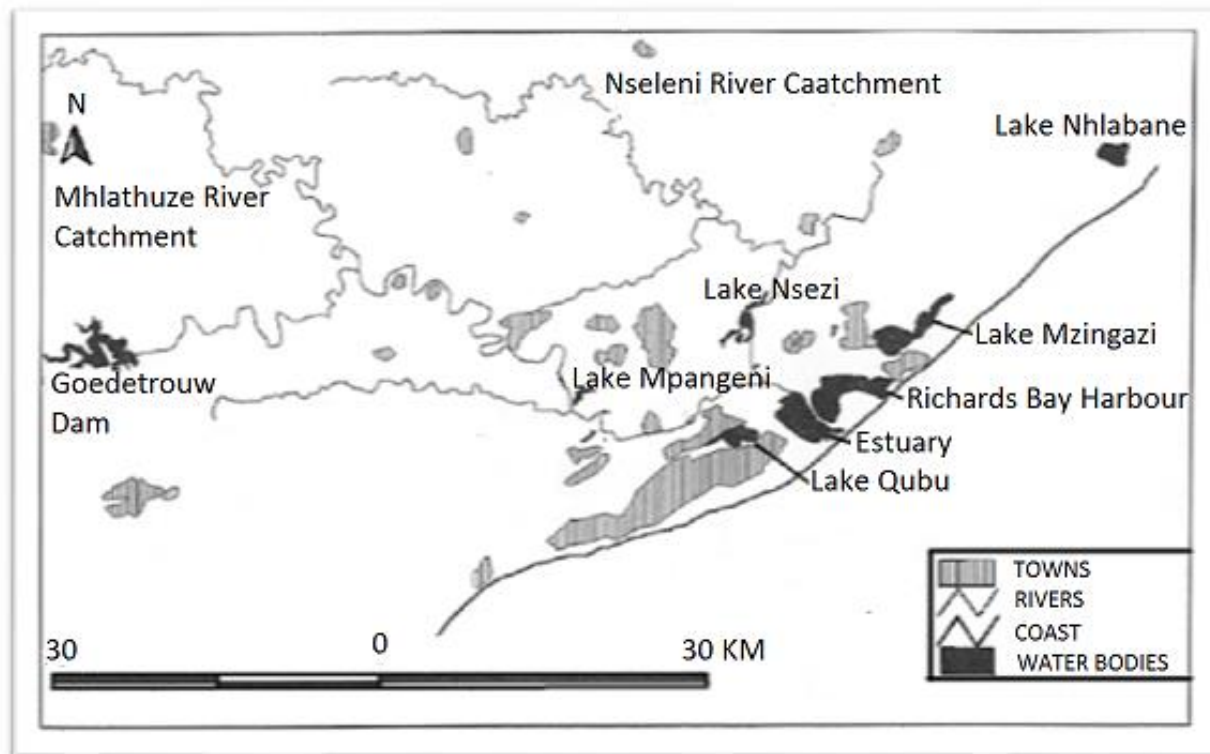 Nseleni River Caatchment
N
Lake Nhlabane
Mhlathuze River
Catchment
Lake Nsezi
Lake Mzingazi
Goedetrouw
Dam
Lake Mpangeni
Richards Bay Harbour
Estuary
Lake Qubu
TOWNS
RIVERS
COAST
WATER BODIES
30 0 30 KM